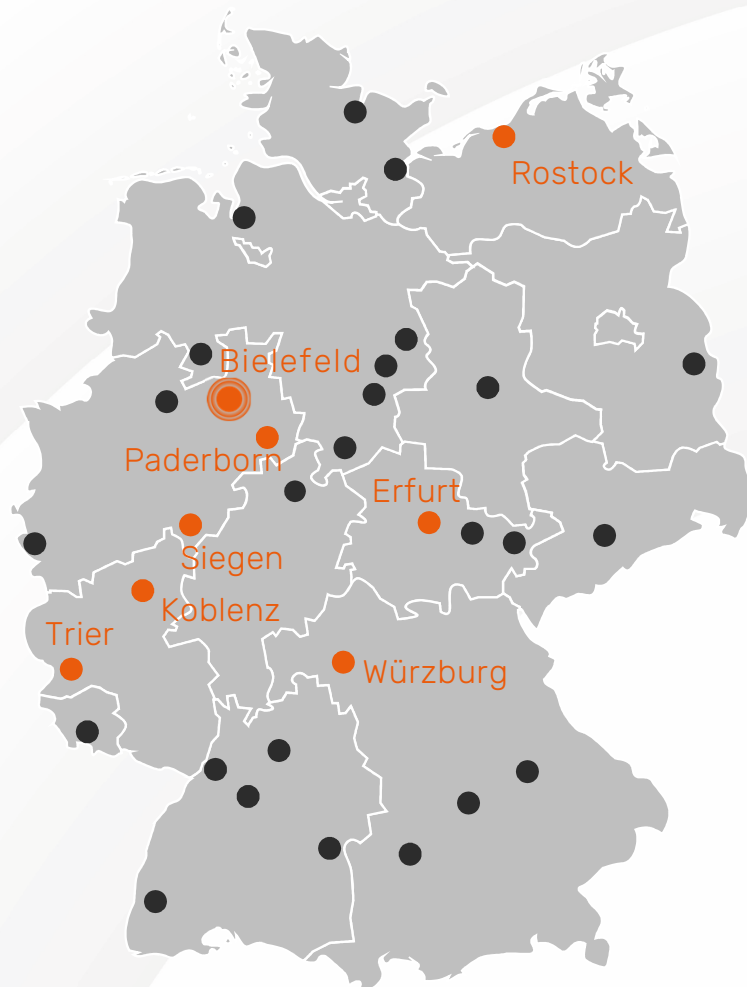 Rostock
Bielefeld
Paderborn
Erfurt
Siegen
Koblenz
Trier
Würzburg